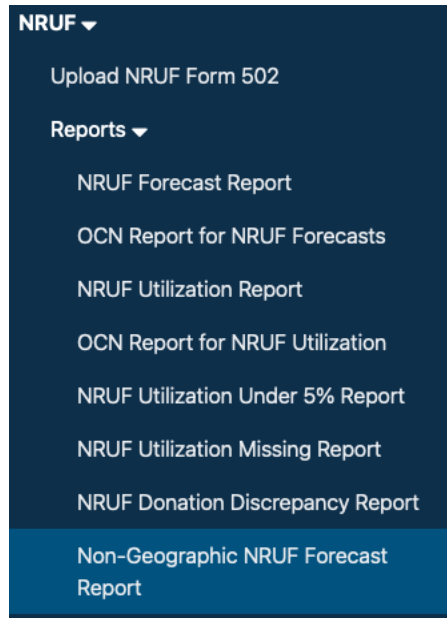 NRUF
Upload NRUF Form 502
Reports
NRUF Forecast Report
OCN Report for NRUF Forecasts
NRUF Utilization Report
OCN Report for NRUF Utilization
NRUF Utilization Under 5% Report
NRUF Utilization Missing Report
NRUF Donation Discrepancy Report
Non-Geographic NRUF Forecast
Report